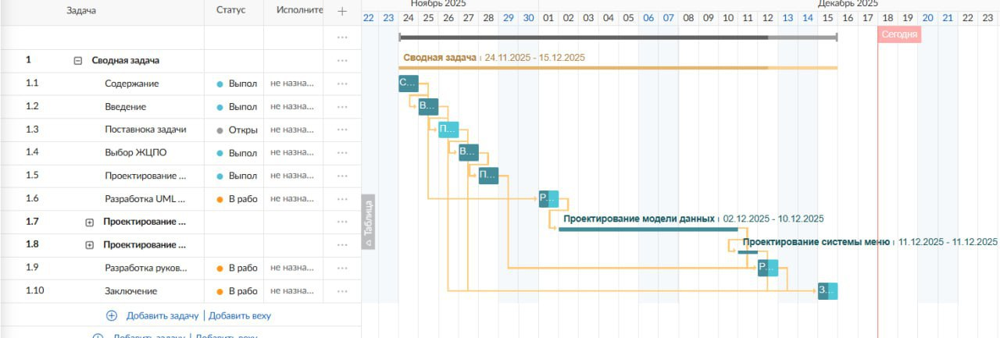 Ноябрь 2025 Декабрь 2025
Задача Статус Исполните
22 23 24 25 26 27 28 29 30 01 02 03 04 05 06 07 08 09 10 11 12 13 14 15 16 17 18 19 20 21 22 23
Сегодня
1 Сводная задача Сводная задача 24.11.2025 - 15.12.2025
1.1 Содержание Выпол не назна... С...
1.2 Введение Выпол не назна... В...
1.3 Поставнока задачи Откры не назна... П...
1.4 Выбор ЖЦПО Выпол не назна... В...
1.5 Проектирование ... Выпол не назна... П...
1.6 Разработка UML ... В рабо не назна... Р...
1.7 Проектирование ... Проектирование модели данных 02.12.2025 - 10.12.2025
1.8 Проектирование ... Проектирование системы меню 11.12.2025 - 11.12.2025
1.9 Разработка руков... В рабо не назна... Р...
1.10 Заключение В рабо не назна... З...
Таблица
Добавить задачу | Добавить веху
Добавить задачу | Добавить веху